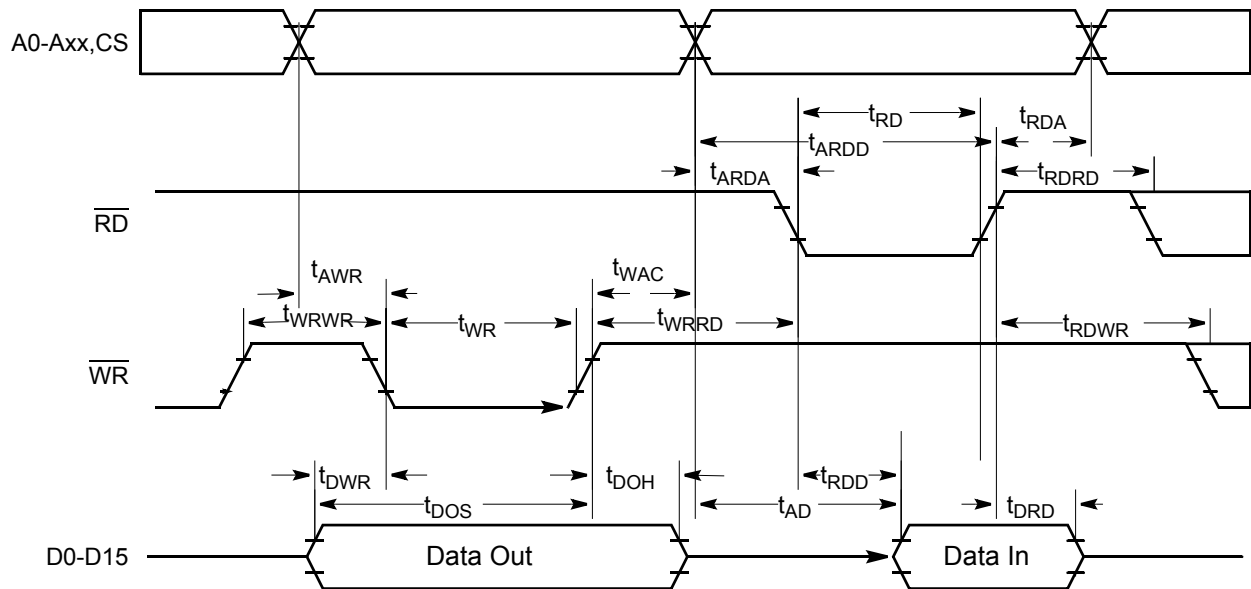 A0-Axx,CS
tRD
tRDA
tARDD
tARDA
tRDRD
RD
tAWR
tWAC
tWRWR
tWR
tWRRD
tRDWR
WR
tDWR
tDOH
tRDD
tDOS
tAD
tDRD
D0-D15
Data Out
Data In